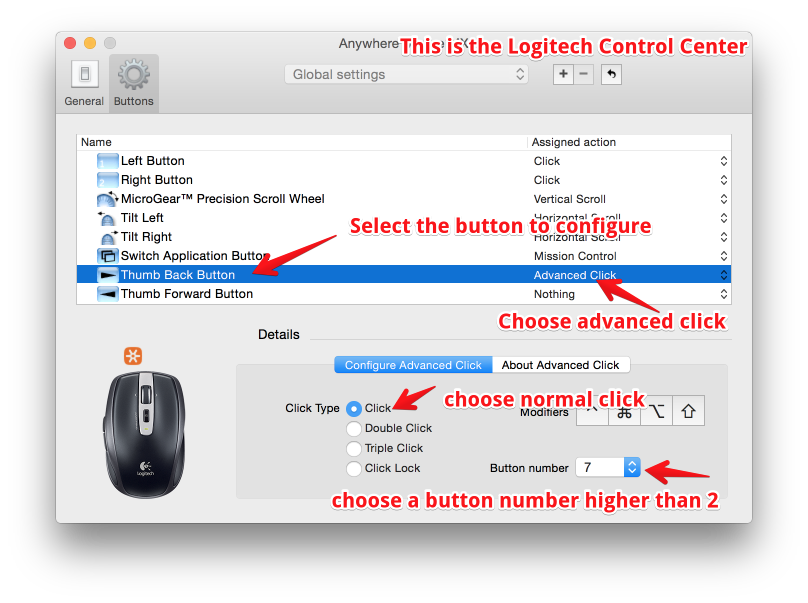 Anywhere
This is the Logitech Control Center
Global settings
General
Buttons
Name Assigned action
1 Left Button Click
2 Right Button Click
MicroGear™ Precision Scroll Wheel Vertical Scroll
Tilt Left Horizontal Scroll
Select the button to configure
Tilt Right Horizontal Scroll
Switch Application Button Mission Control
Thumb Back Button Advanced Click
Thumb Forward Button Nothing
Choose advanced click
Details
Configure Advanced Click About Advanced Click
Click Type Click
choose normal click
Modifiers ^ ⌘ ⌥ ⇧
Double Click
Triple Click
Click Lock
Button number 7
choose a button number higher than 2
Logitech